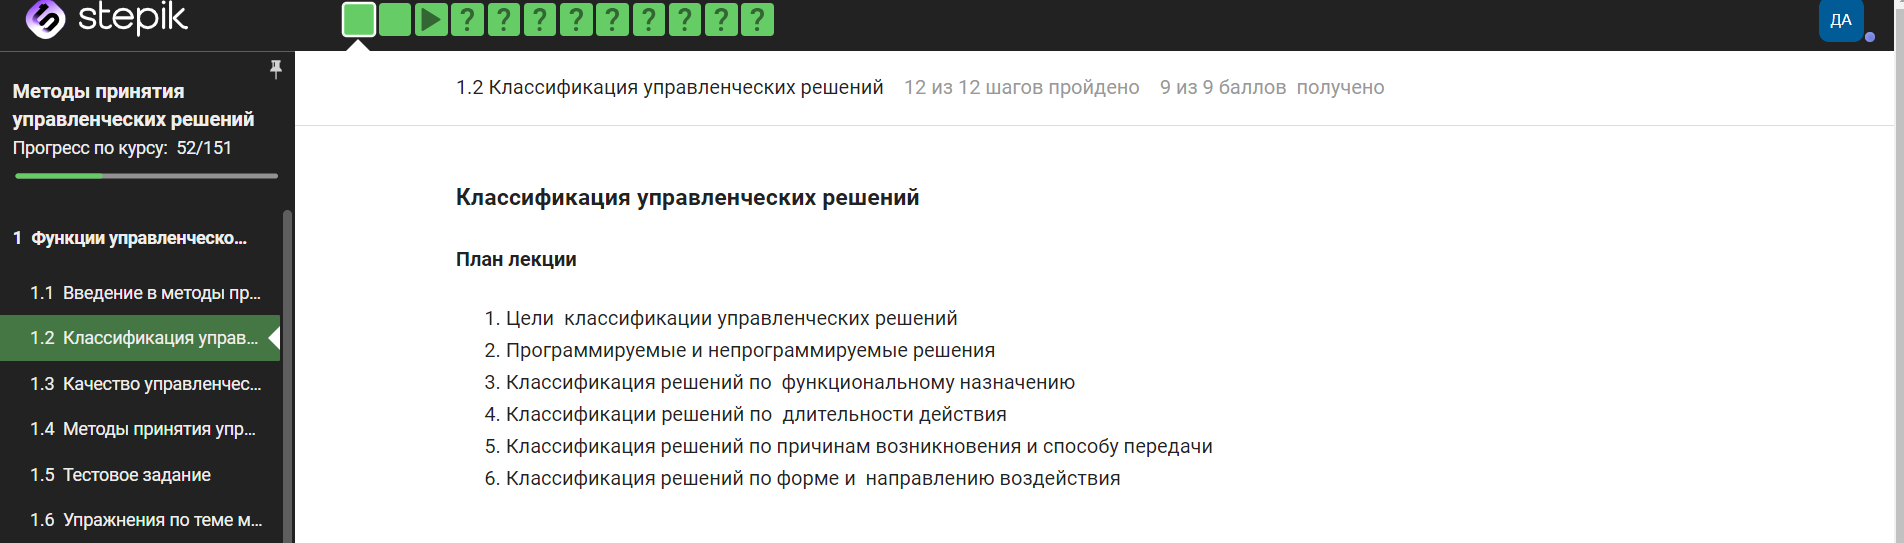 stepik
? ? ? ? ? ? ? ? ?
ДА
Методы принятия
управленческих решений
Прогресс по курсу: 52/151
1 Функции управленческо...
1.1 Введение в методы пр...
1.2 Классификация управ...
1.3 Качество управленчес...
1.4 Методы принятия упр...
1.5 Тестовое задание
1.6 Упражнения по теме м...
1.2 Классификация управленческих решений 12 из 12 шагов пройдено 9 из 9 баллов получено
Классификация управленческих решений
План лекции
1. Цели классификации управленческих решений
2. Программируемые и непрограммируемые решения
3. Классификация решений по функциональному назначению
4. Классификации решений по длительности действия
5. Классификация решений по причинам возникновения и способу передачи
6. Классификация решений по форме и направлению воздействия